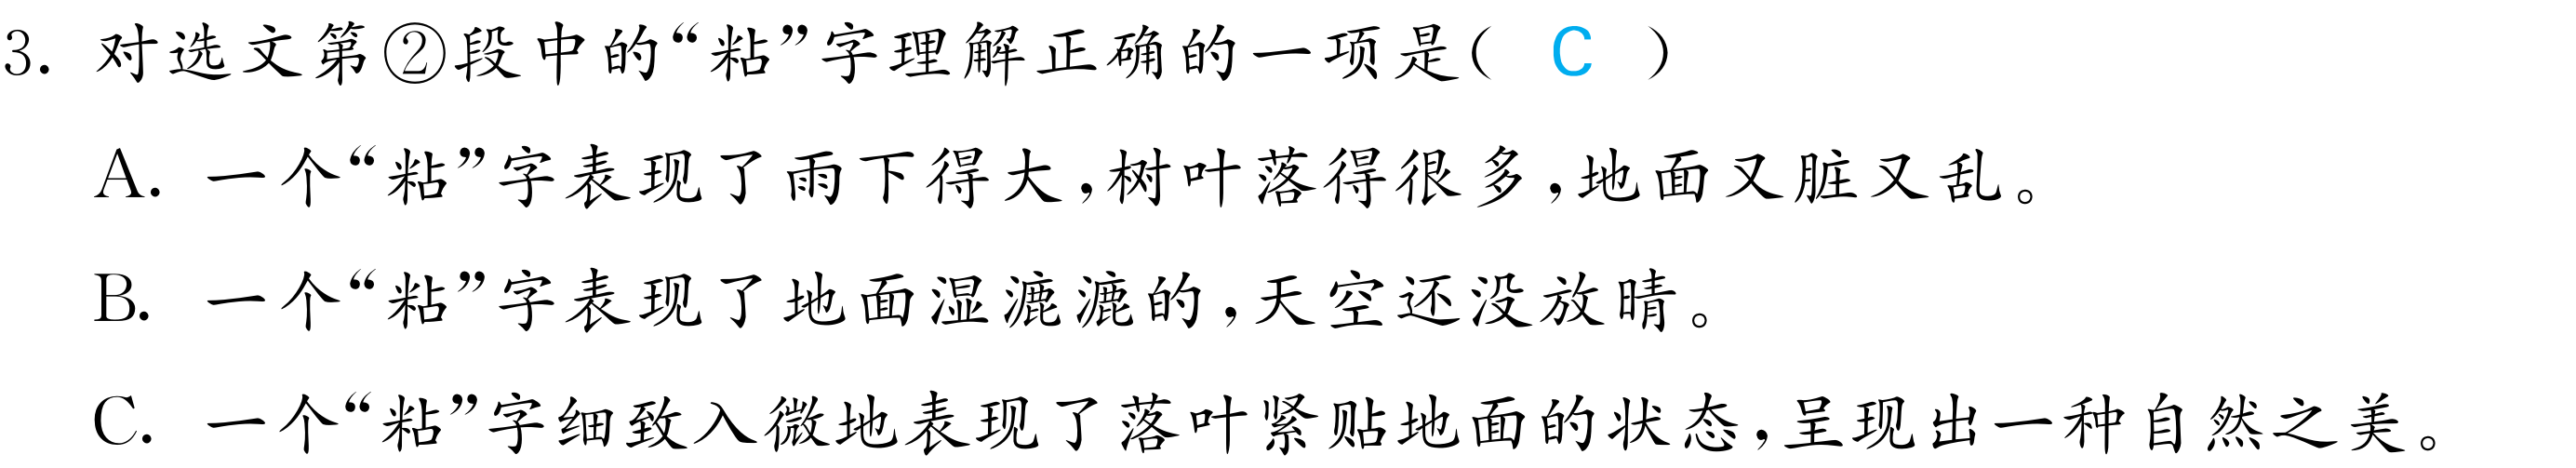 3. 对选文第②段中的“粘”字理解正确的一项是( C )
A. 一个“粘”字表现了雨下得大,树叶落得很多,地面又脏又乱。
B. 一个“粘”字表现了地面湿漉漉的,天空还没放晴。
C. 一个“粘”字细致入微地表现了落叶紧贴地面的状态,呈现出一种自然之美。